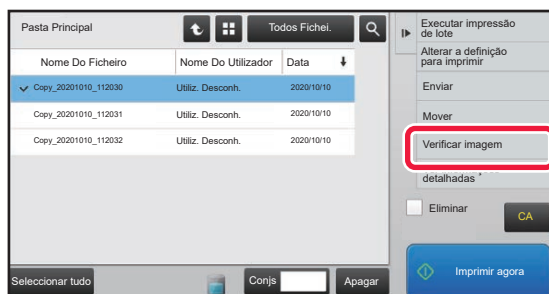 Pasta Principal
Todos Fichei.
Nome Do Ficheiro
Nome Do Utilizador
Data
Copy_20201010_112030
Utiliz. Desconh.
2020/10/10
Copy_20201010_112031
Utiliz. Desconh.
2020/10/10
Copy_20201010_112032
Utiliz. Desconh.
2020/10/10
Seleccionar tudo
Conjs
Apagar
Executar impressão
de lote
Alterar a definição
para imprimir
Enviar
Mover
Verificar imagem
detalhadas
Eliminar
CA
Imprimir agora